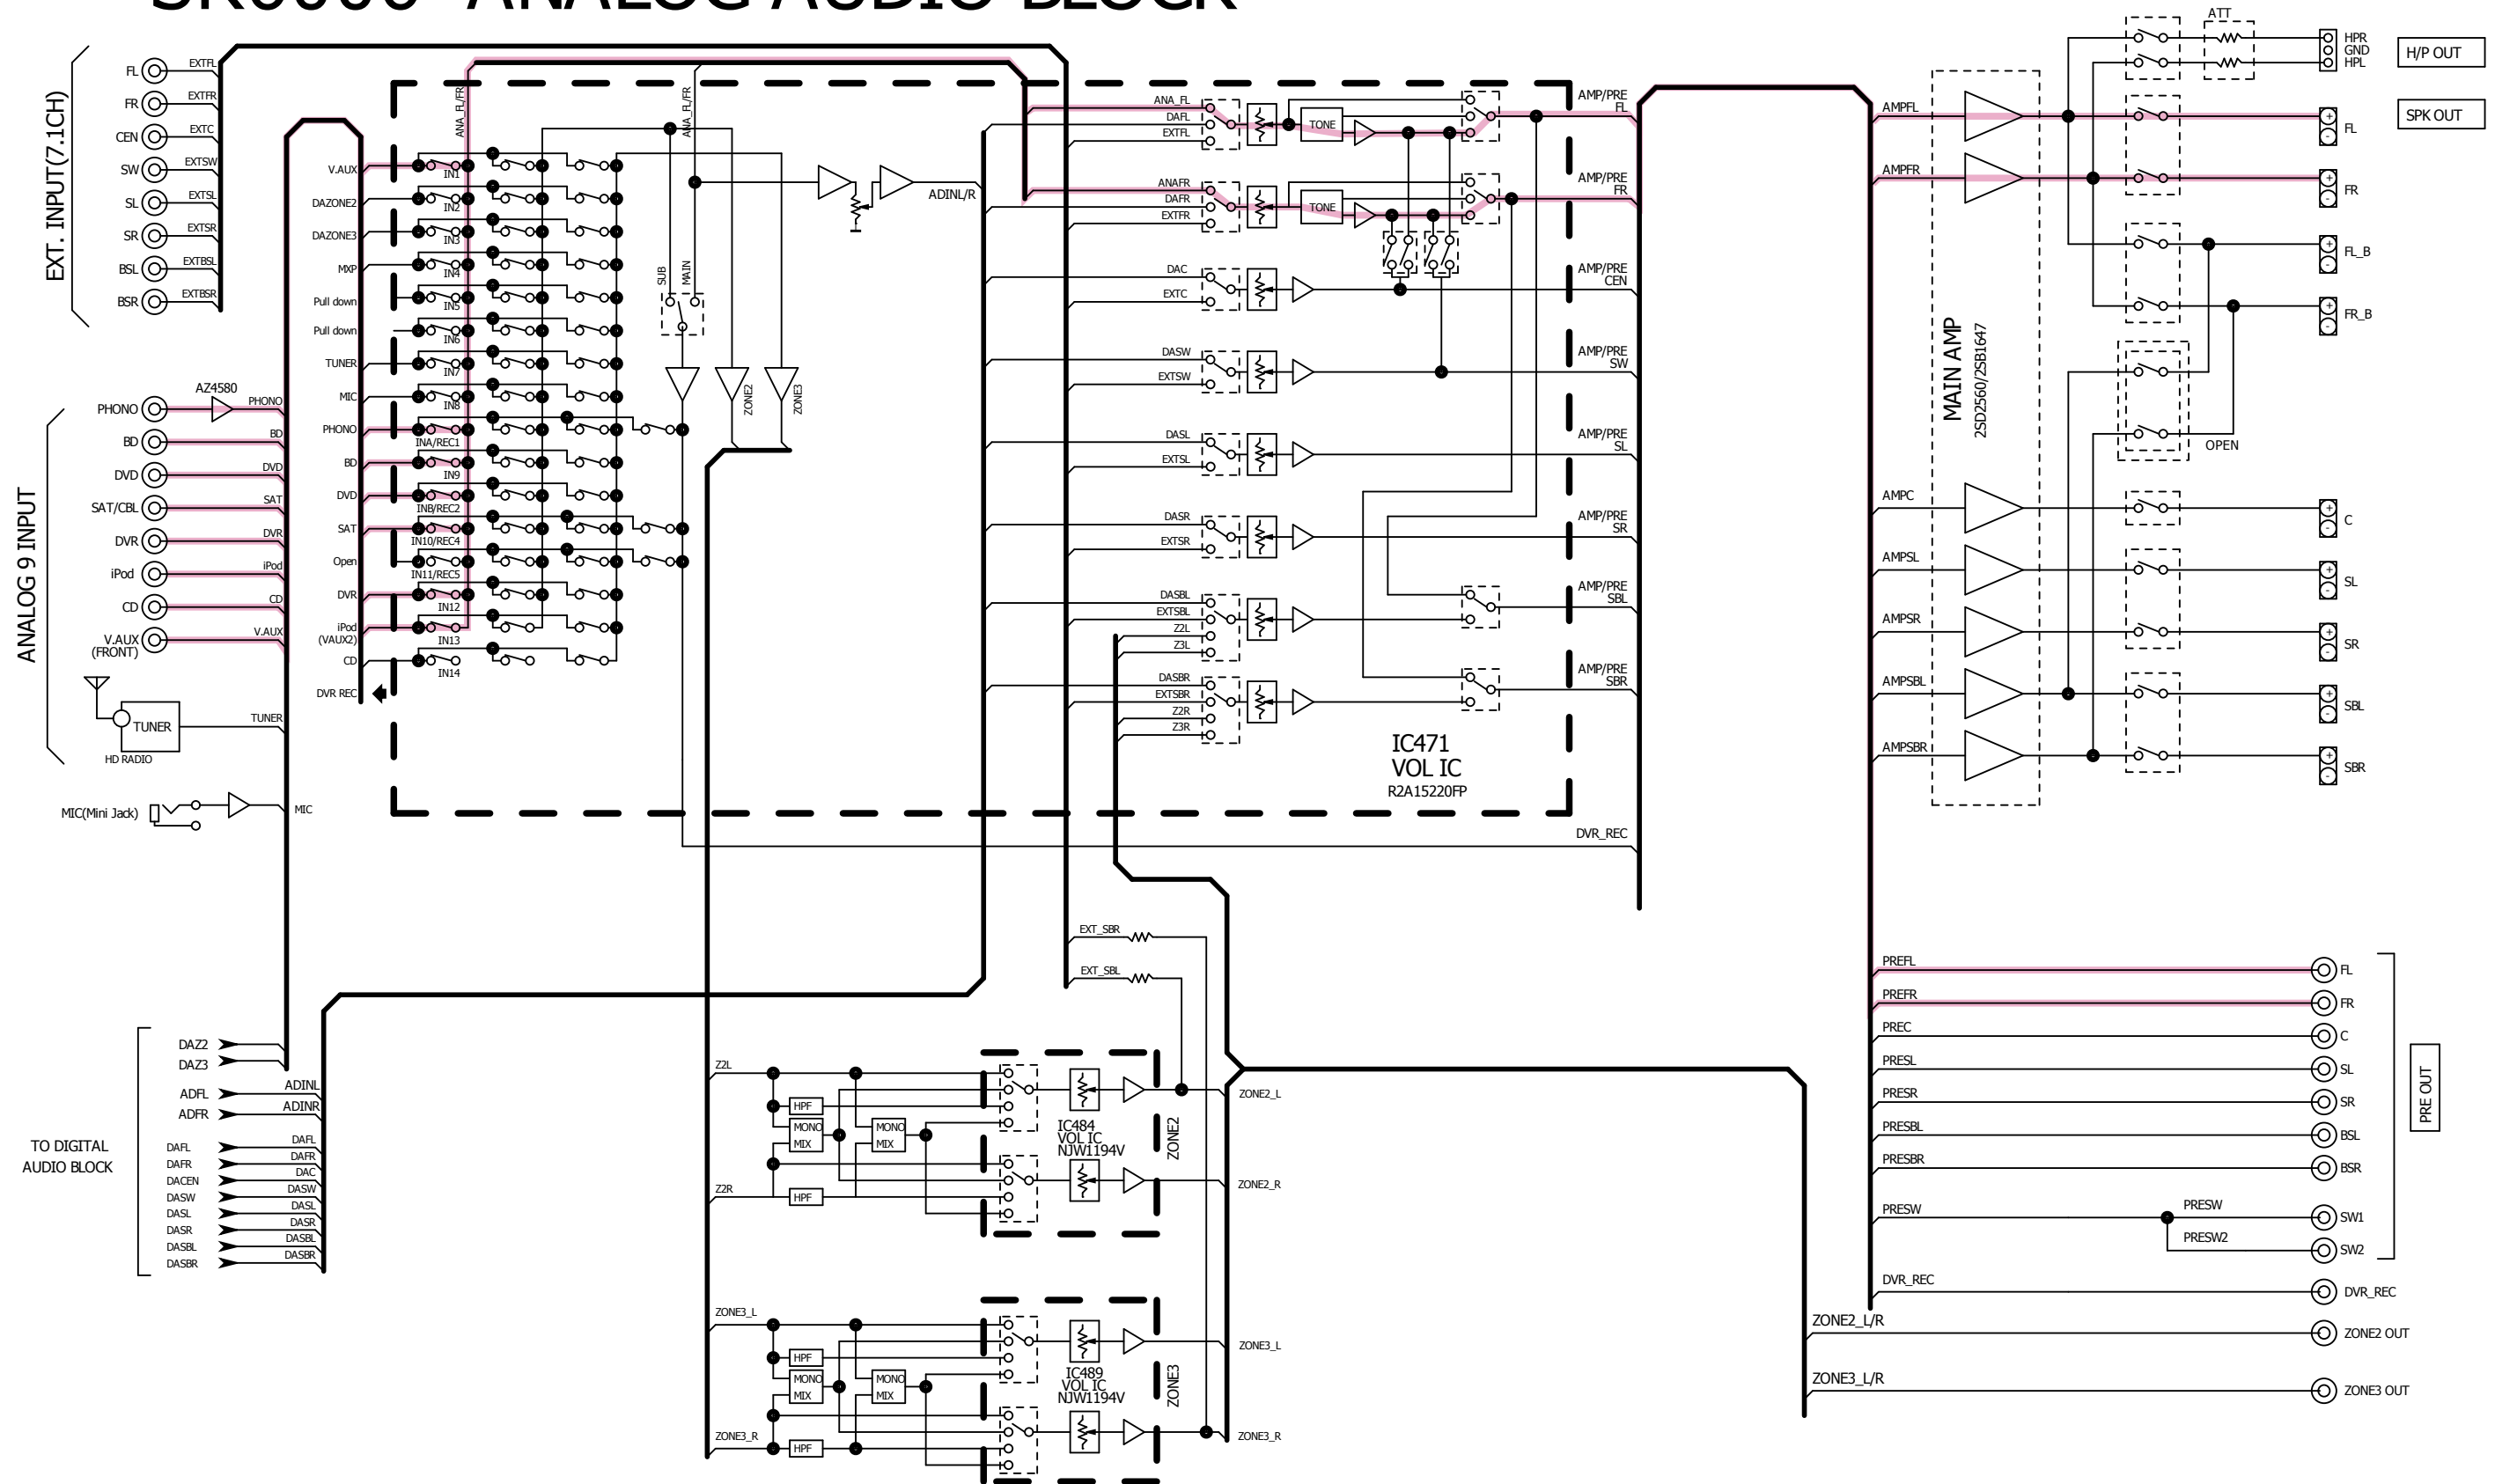 ANALOG AUDIO BLOCK
EXT. INPUT(7.1CH)
FL EXTFL
FR EXTFR
CEN EXTC
SW EXTSW
SL EXTSL
SR EXTSR
BSL EXTBSL
BSR EXTBSR
ANALOG 9 INPUT
AZ4580
PHONO PHONO
BD BD
DVD DVD
SAT/CBL SAT
DVR DVR
iPod iPod
CD CD
V.AUX V.AUX
(FRONT)
TUNER TUNER
HD RADIO
MIC(Mini Jack) MIC
TO DIGITAL
AUDIO BLOCK
DAZ2
DAZ3
ADFL ADINL
ADFR ADINR
DAFL DAFL
DAFR DAFR
DACEN DAC
DASW DASW
DASL DASL
DASR DASR
DASBL DASBL
DASBR DASBR
V.AUX IN1
DAZONE2 IN2
DAZONE3 IN3
MXP IN4
Pull down IN5
Pull down IN6
TUNER IN7
MIC IN8
PHONO INA/REC1
BD IN9
DVD INB/REC2
SAT IN10/REC4
Open IN11/REC5
DVR IN12
iPod IN13
(VAUX2)
CD IN14
DVR REC
ANA_FL/FR
ANA_FL/FR
SUB
MAIN
ZONE2
ZONE3
ADINL/R
ANA_FL
DAFL
EXTFL
TONE
AMP/PRE
FL
ANAFR
DAFR
EXTFR
TONE
AMP/PRE
FR
DAC
EXTC
AMP/PRE
CEN
DASW
EXTSW
AMP/PRE
SW
DASL
EXTSL
AMP/PRE
SL
DASR
EXTSR
AMP/PRE
SR
DASBL
EXTSBL
Z2L
Z3L
AMP/PRE
SBL
DASBR
EXTSBR
Z2R
Z3R
AMP/PRE
SBR
IC471
VOL IC
R2A15220FP
DVR_REC
EXT_SBR
EXT_SBL
Z2L
HPF
MONO
MIX
MONO
MIX
Z2R
HPF
IC484
VOL IC
NJW1194V
ZONE2
ZONE2_L
ZONE2_R
ZONE3_L
HPF
MONO
MIX
MONO
MIX
ZONE3_R
HPF
IC489
VOL IC
NJW1194V
ZONE3
ZONE3_L
ZONE3_R
MAIN AMP
2SD2560/2SB1647
ATT
HPR
GND
HPL
H/P OUT
SPK OUT
AMPFL + - FL
AMPFR + - FR
+ - FL_B
+ - FR_B
OPEN
AMPC + - C
AMPSL + - SL
AMPSR + - SR
AMPSBL + - SBL
AMPSBR + - SBR
PREFL FL
PREFR FR
PREC C
PRESL SL
PRESR SR
PRESBL BSL
PRESBR BSR
PRESW PRESW SW1
PRESW2 SW2
PRE OUT
DVR_REC DVR_REC
ZONE2_L/R ZONE2 OUT
ZONE3_L/R ZONE3 OUT